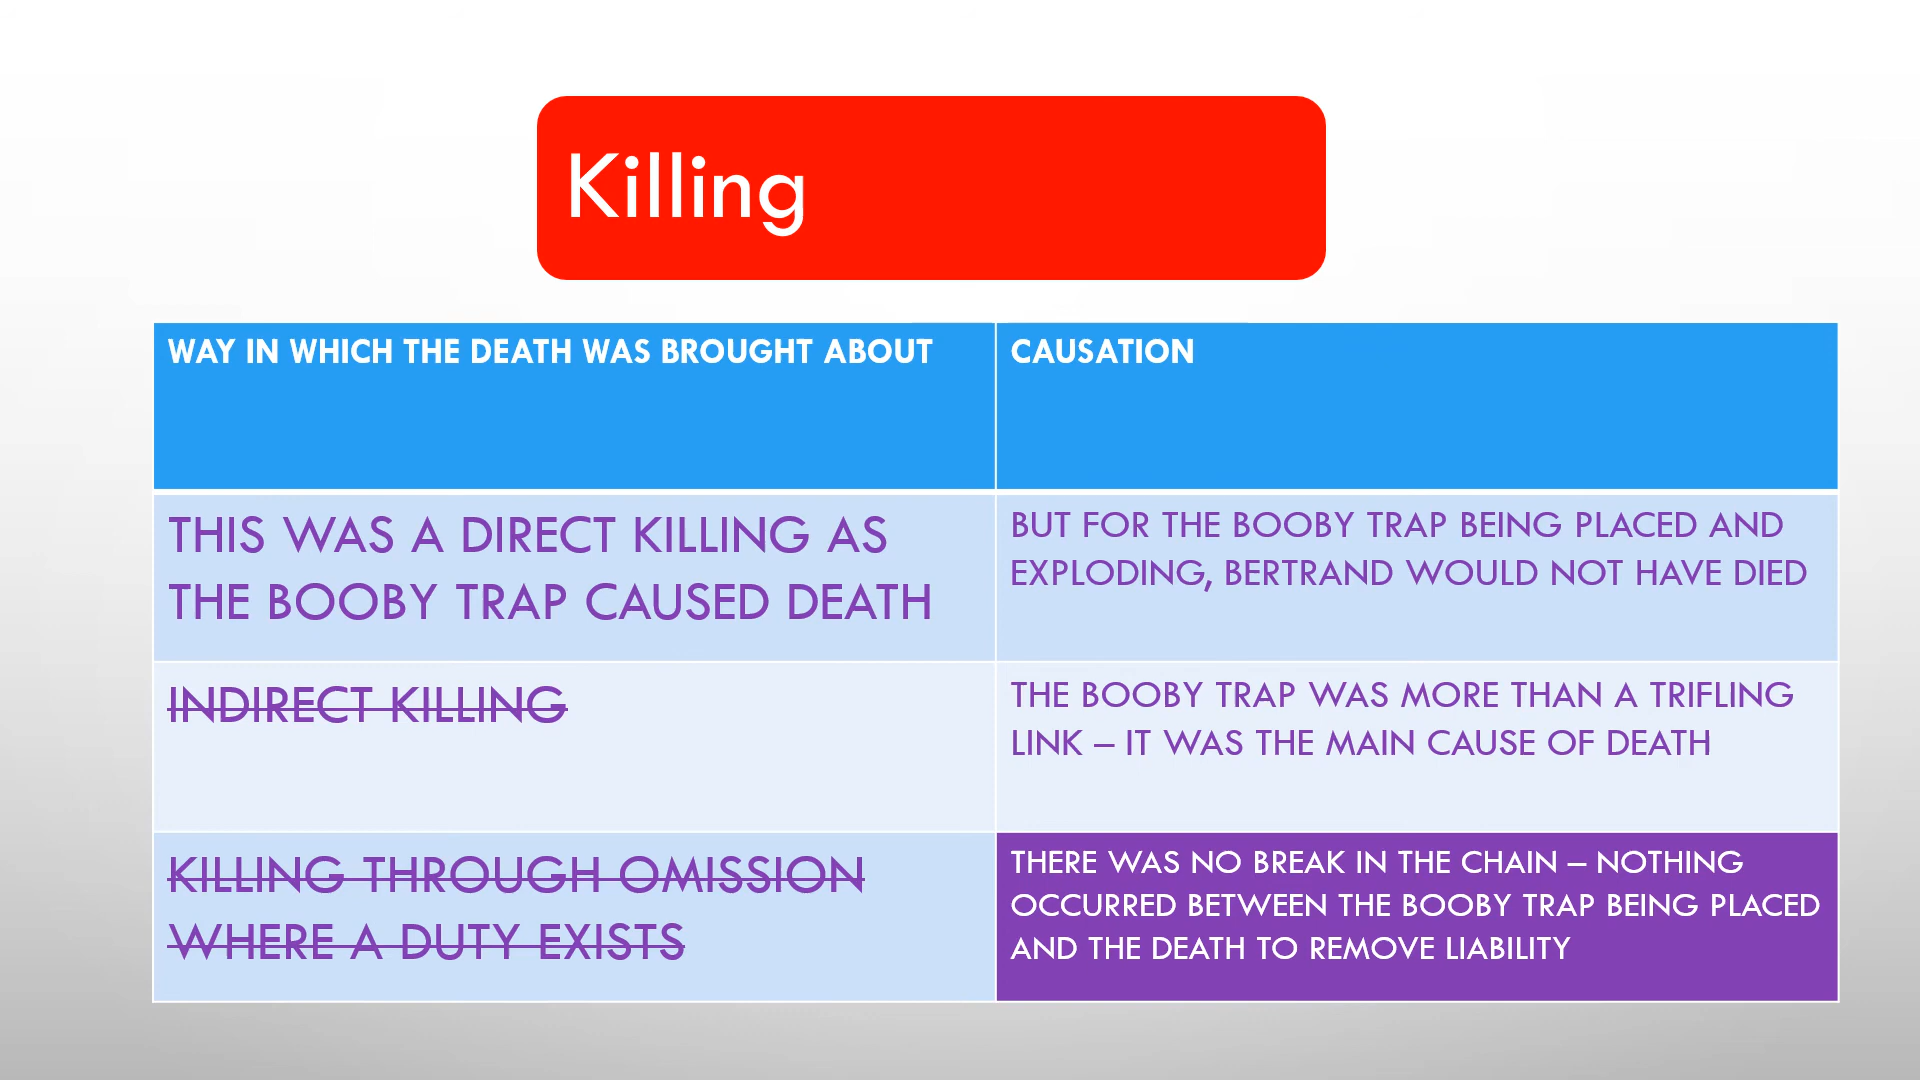 Killing
WAY IN WHICH THE DEATH WAS BROUGHT ABOUT
CAUSATION
THIS WAS A DIRECT KILLING AS
THE BOOBY TRAP CAUSED DEATH
BUT FOR THE BOOBY TRAP BEING PLACED AND
EXPLODING, BERTRAND WOULD NOT HAVE DIED
INDIRECT KILLING
THE BOOBY TRAP WAS MORE THAN A TRIFLING
LINK – IT WAS THE MAIN CAUSE OF DEATH
KILLING THROUGH OMISSION
WHERE A DUTY EXISTS
THERE WAS NO BREAK IN THE CHAIN – NOTHING
OCCURRED BETWEEN THE BOOBY TRAP BEING PLACED
AND THE DEATH TO REMOVE LIABILITY